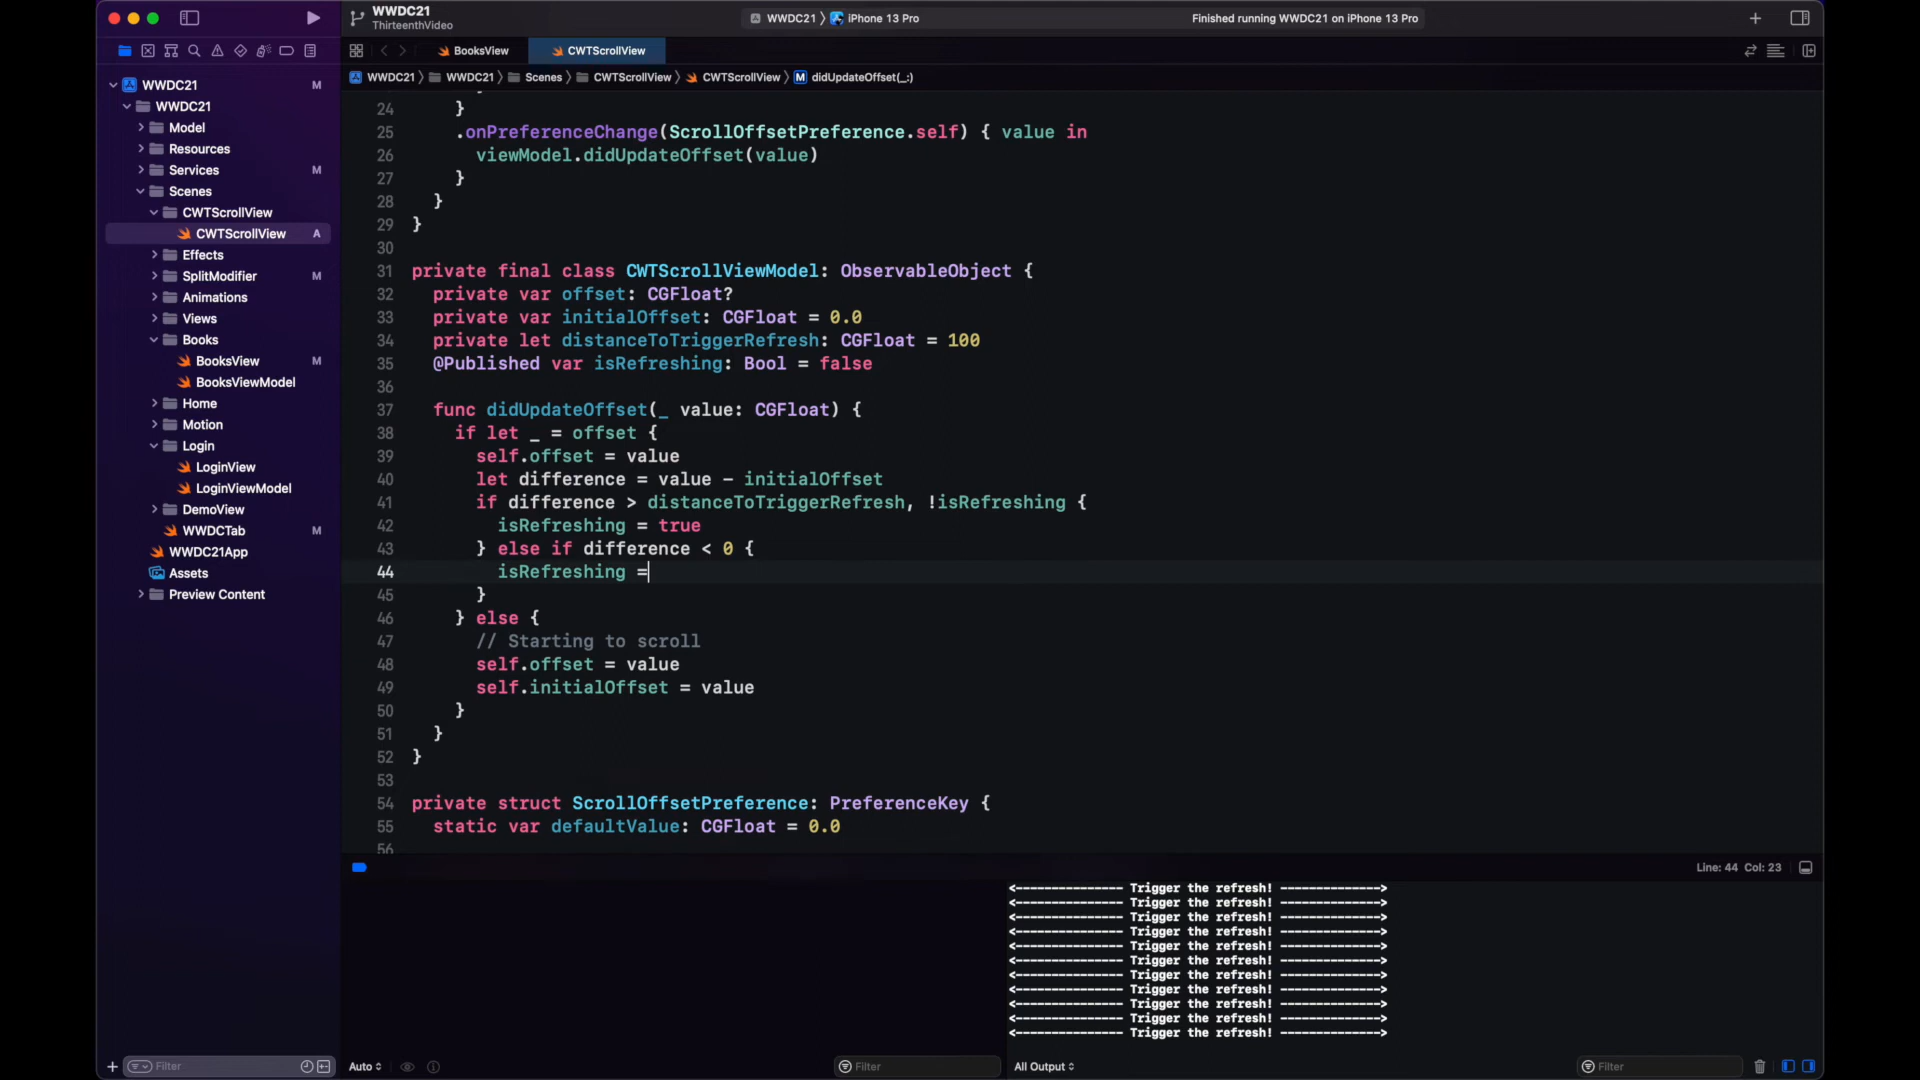 WWDC21
ThirteenthVideo
WWDC21 〉 iPhone 13 Pro
Finished running WWDC21 on iPhone 13 Pro
BooksView
CWTScrollView
WWDC21 〉 WWDC21 〉 Scenes 〉 CWTScrollView 〉 CWTScrollView 〉 M didUpdateOffset(_:)
WWDC21 M
WWDC21
Model
Resources
Services M
Scenes
CWTScrollView
CWTScrollView A
Effects
SplitModifier M
Animations
Views
Books
BooksView M
BooksViewModel
Home
Motion
Login
LoginView
LoginViewModel
DemoView
WWDCTab M
WWDC21App
Assets
Preview Content
Filter
24 }
25 .onPreferenceChange(ScrollOffsetPreference.self) { value in
26 viewModel.didUpdateOffset(value)
27 }
28 }
29 }
30
31 private final class CWTScrollViewModel: ObservableObject {
32 private var offset: CGFloat?
33 private var initialOffset: CGFloat = 0.0
34 private let distanceToTriggerRefresh: CGFloat = 100
35 @Published var isRefreshing: Bool = false
36
37 func didUpdateOffset(_ value: CGFloat) {
38 if let _ = offset {
39 self.offset = value
40 let difference = value - initialOffset
41 if difference > distanceToTriggerRefresh, !isRefreshing {
42 isRefreshing = true
43 } else if difference < 0 {
44 isRefreshing =
45 }
46 } else {
47 // Starting to scroll
48 self.offset = value
49 self.initialOffset = value
50 }
51 }
52 }
53
54 private struct ScrollOffsetPreference: PreferenceKey {
55 static var defaultValue: CGFloat = 0.0
56
Line: 44 Col: 23
<--------------- Trigger the refresh! -------------->
<--------------- Trigger the refresh! -------------->
<--------------- Trigger the refresh! -------------->
<--------------- Trigger the refresh! -------------->
<--------------- Trigger the refresh! -------------->
<--------------- Trigger the refresh! -------------->
<--------------- Trigger the refresh! -------------->
<--------------- Trigger the refresh! -------------->
<--------------- Trigger the refresh! -------------->
<--------------- Trigger the refresh! -------------->
<--------------- Trigger the refresh! -------------->
Auto
Filter
All Output
Filter